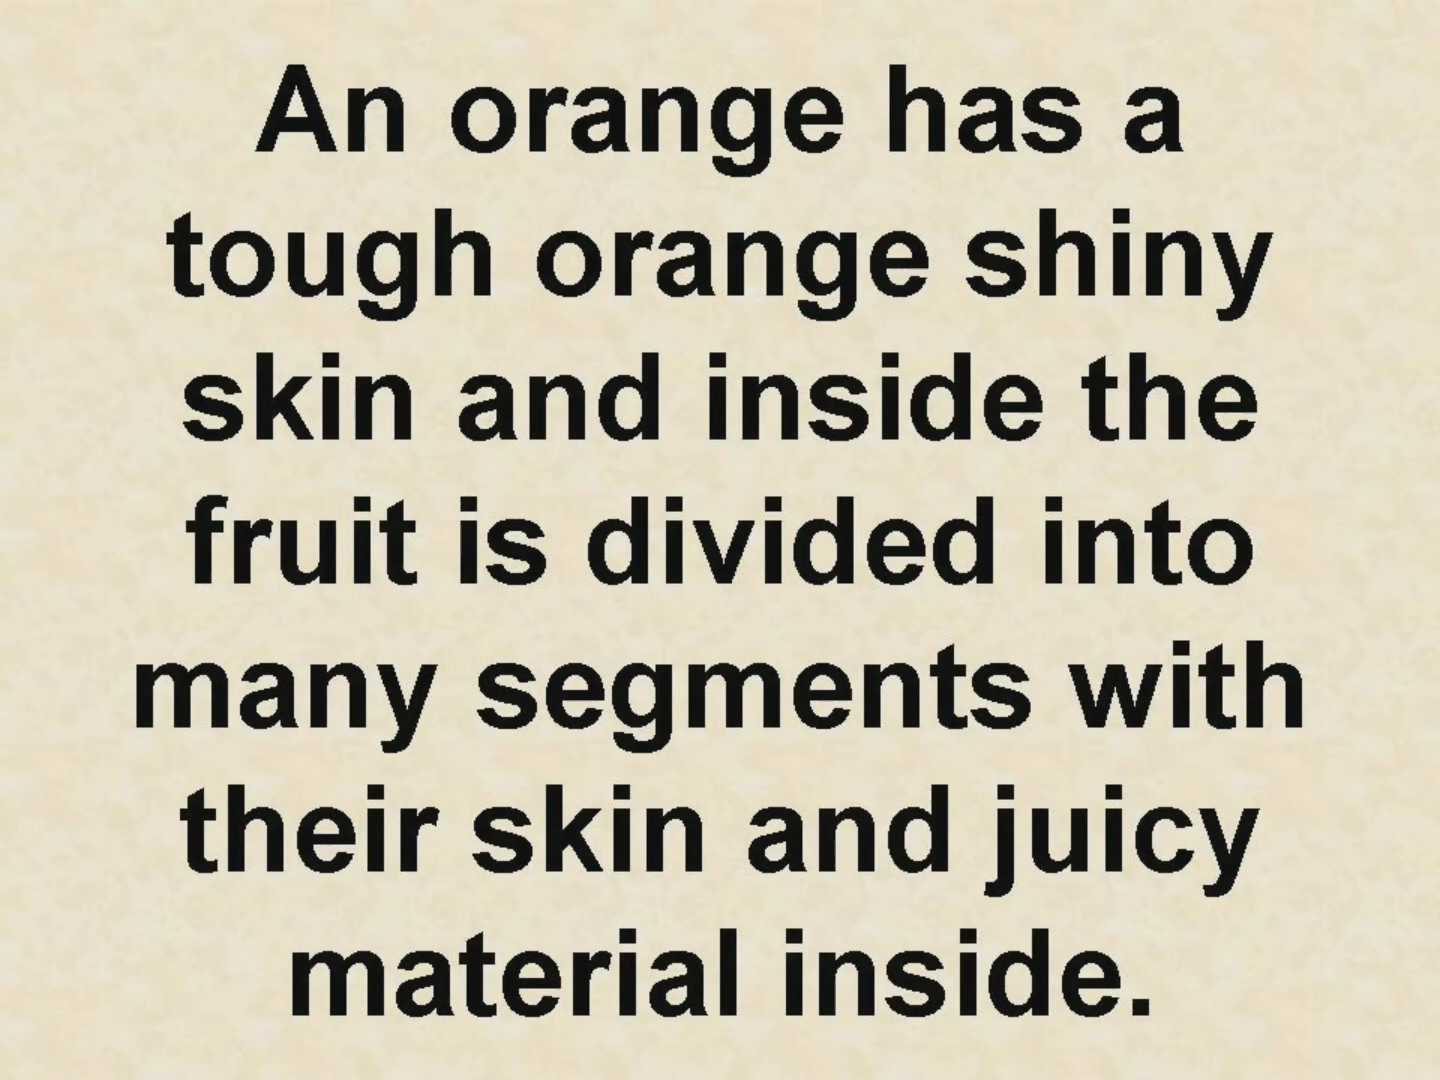 An orange has a
tough orange shiny
skin and inside the
fruit is divided into
many segments with
their skin and juicy
material inside.